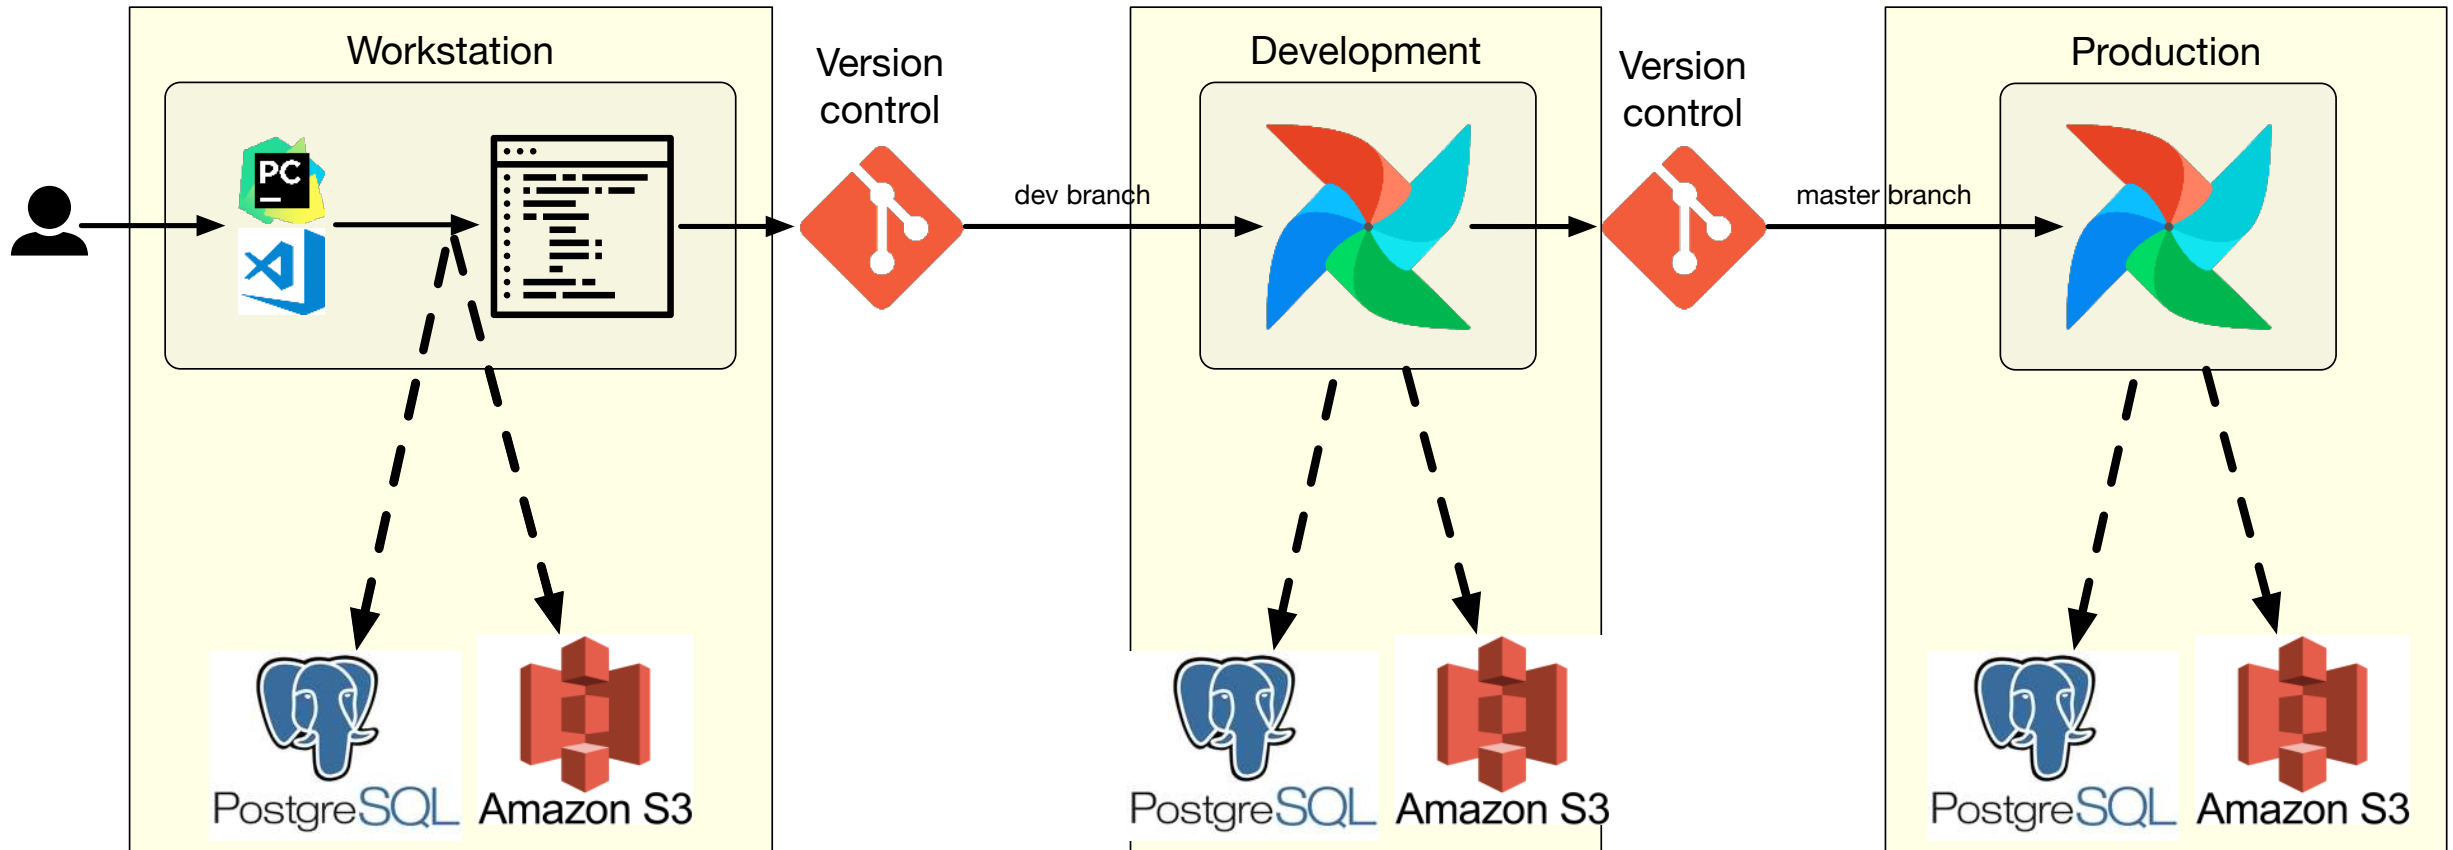 Workstation
Version
control
Development
Version
control
Production
PC
dev branch
master branch
PostgreSQL
Amazon S3
PostgreSQL
Amazon S3
PostgreSQL
Amazon S3